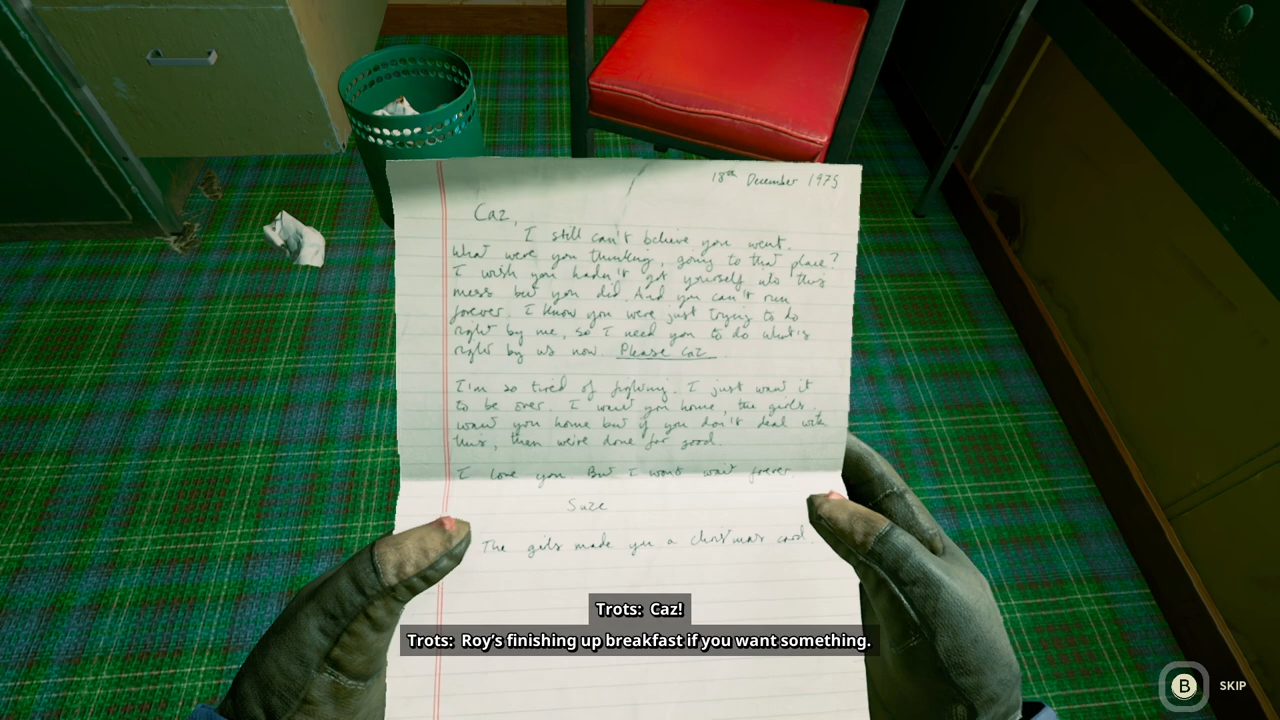 18th December 1975
Caz,
I still can't believe you went.
What were you thinking, going to that place?
I wish you hadn't got yourself into this
mess but you did. And you can't run
forever. I know you were just trying to do
right by me, so I need you to do what's
right by us now. Please Caz
I'm so tired of fighting. I just want it
to be over. I want you home, the girls
want you home but if you don't deal with
this, then we're done for good.
I love you. But I won't wait forever.
Suze
The girls made you a christmas card
Trots: Caz!
Trots: Roy's finishing up breakfast if you want something.
B SKIP